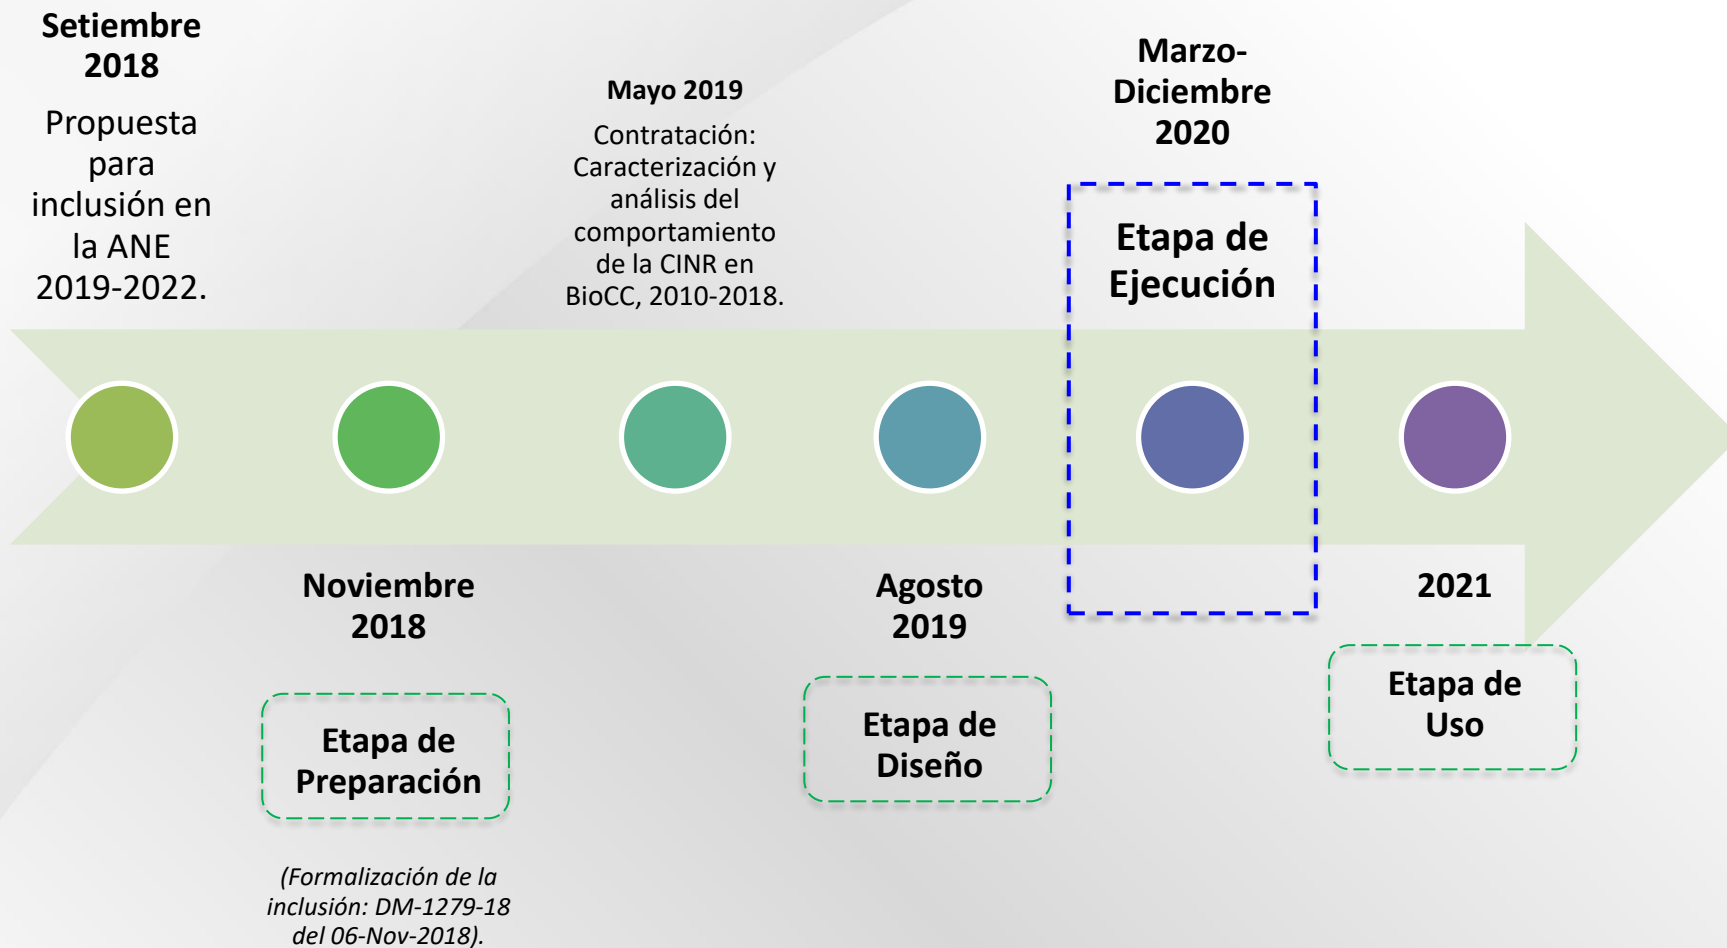 Setiembre
2018
Propuesta
para
inclusión en
la ANE
2019-2022.
Noviembre
2018
Etapa de
Preparación
(Formalización de la
inclusión: DM-1279-18
del 06-Nov-2018).
Mayo 2019
Contratación:
Caracterización y
análisis del
comportamiento
de la CINR en
BioCC, 2010-2018.
Agosto
2019
Etapa de
Diseño
Marzo-
Diciembre
2020
Etapa de
Ejecución
2021
Etapa de
Uso